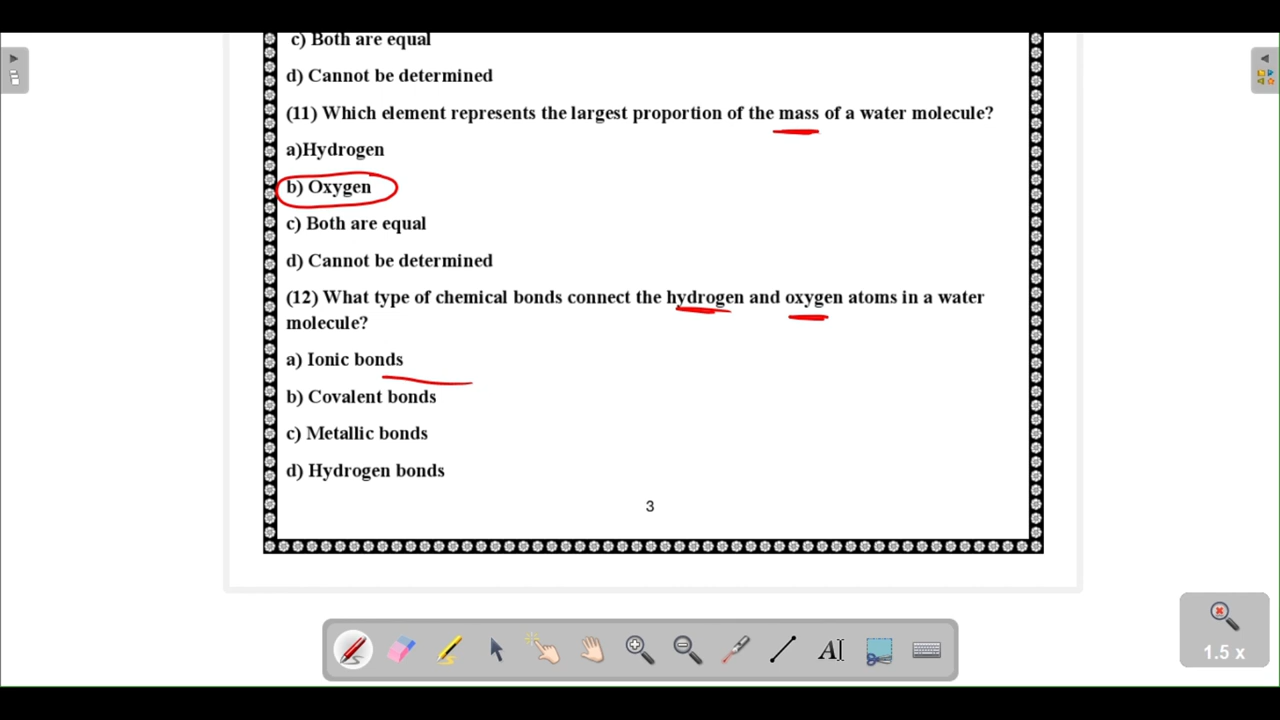 c) Both are equal
d) Cannot be determined
(11) Which element represents the largest proportion of the mass of a water molecule?
a)Hydrogen
b) Oxygen
c) Both are equal
d) Cannot be determined
(12) What type of chemical bonds connect the hydrogen and oxygen atoms in a water
molecule?
a) Ionic bonds
b) Covalent bonds
c) Metallic bonds
d) Hydrogen bonds
3
AI
1.5 x